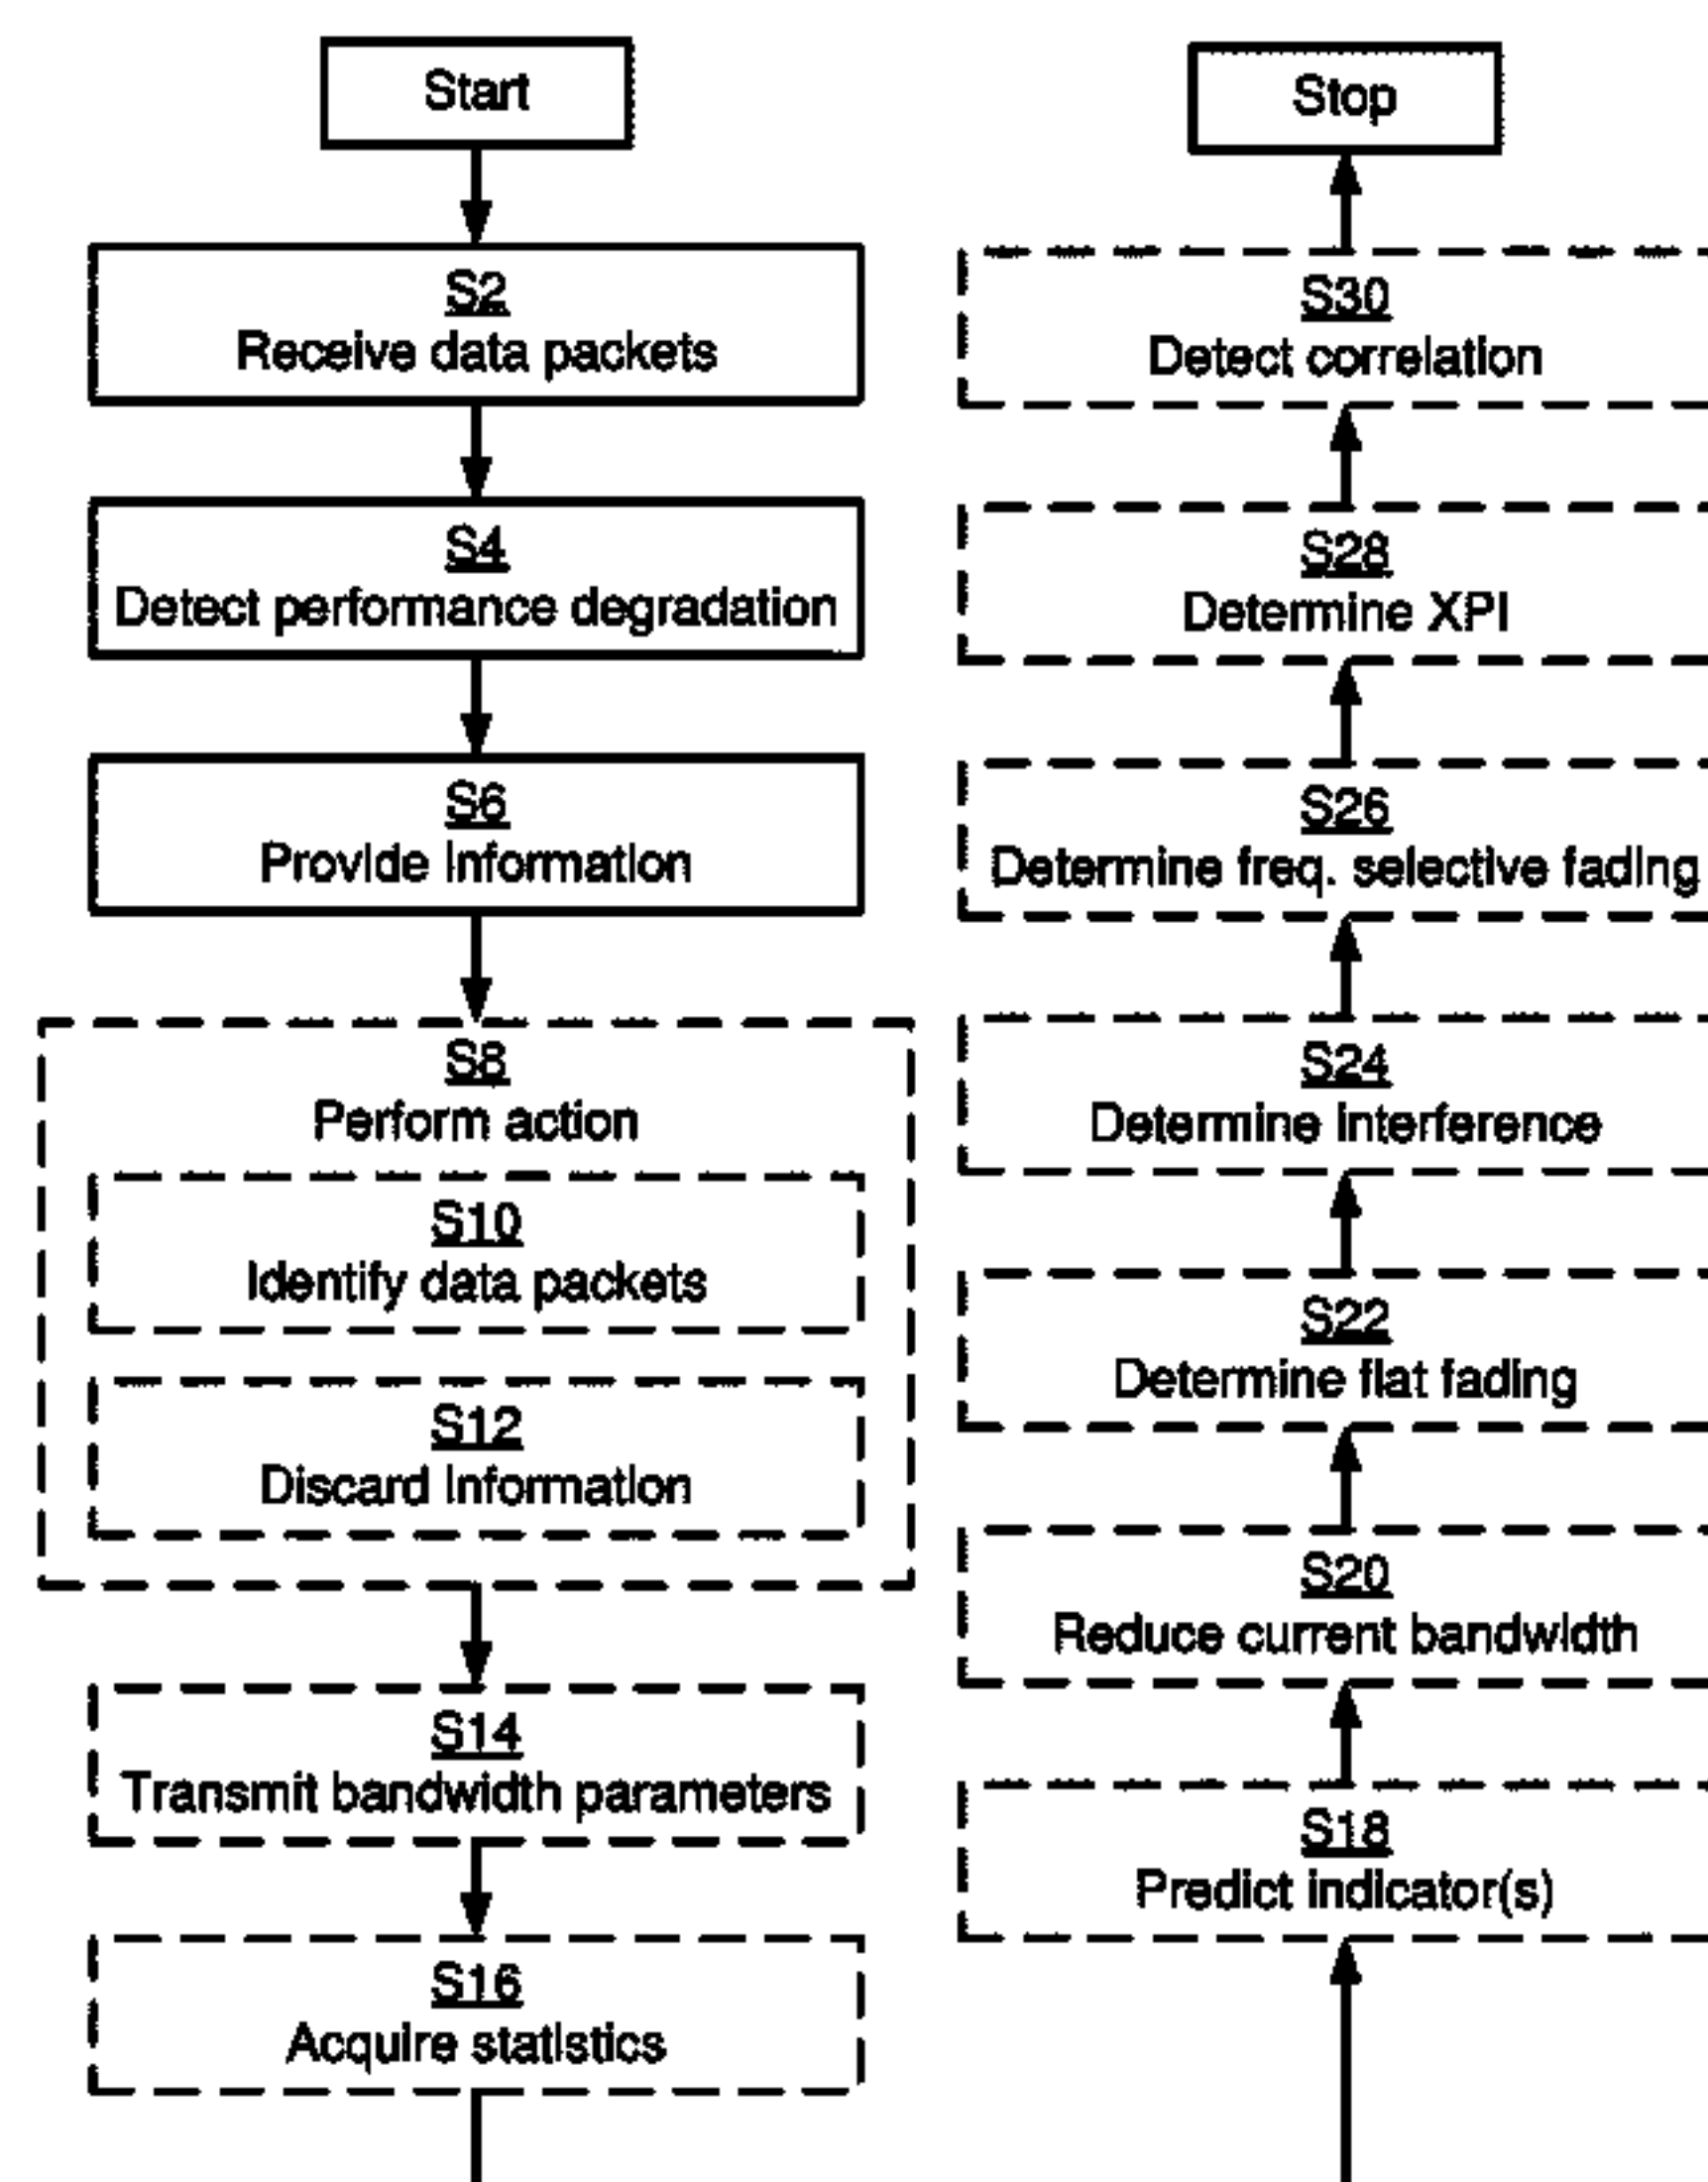 Start
S2
Receive data packets
S4
Detect performance degradation
S6
Provide Information
S8
Perform action
S10
Identify data packets
S12
Discard Information
S14
Transmit bandwidth parameters
S16
Acquire statistics
Stop
S30
Detect correlation
S28
Determine XPI
S26
Determine freq. selective fading
S24
Determine interference
S22
Determine flat fading
S20
Reduce current bandwidth
S18
Predict indicator(s)